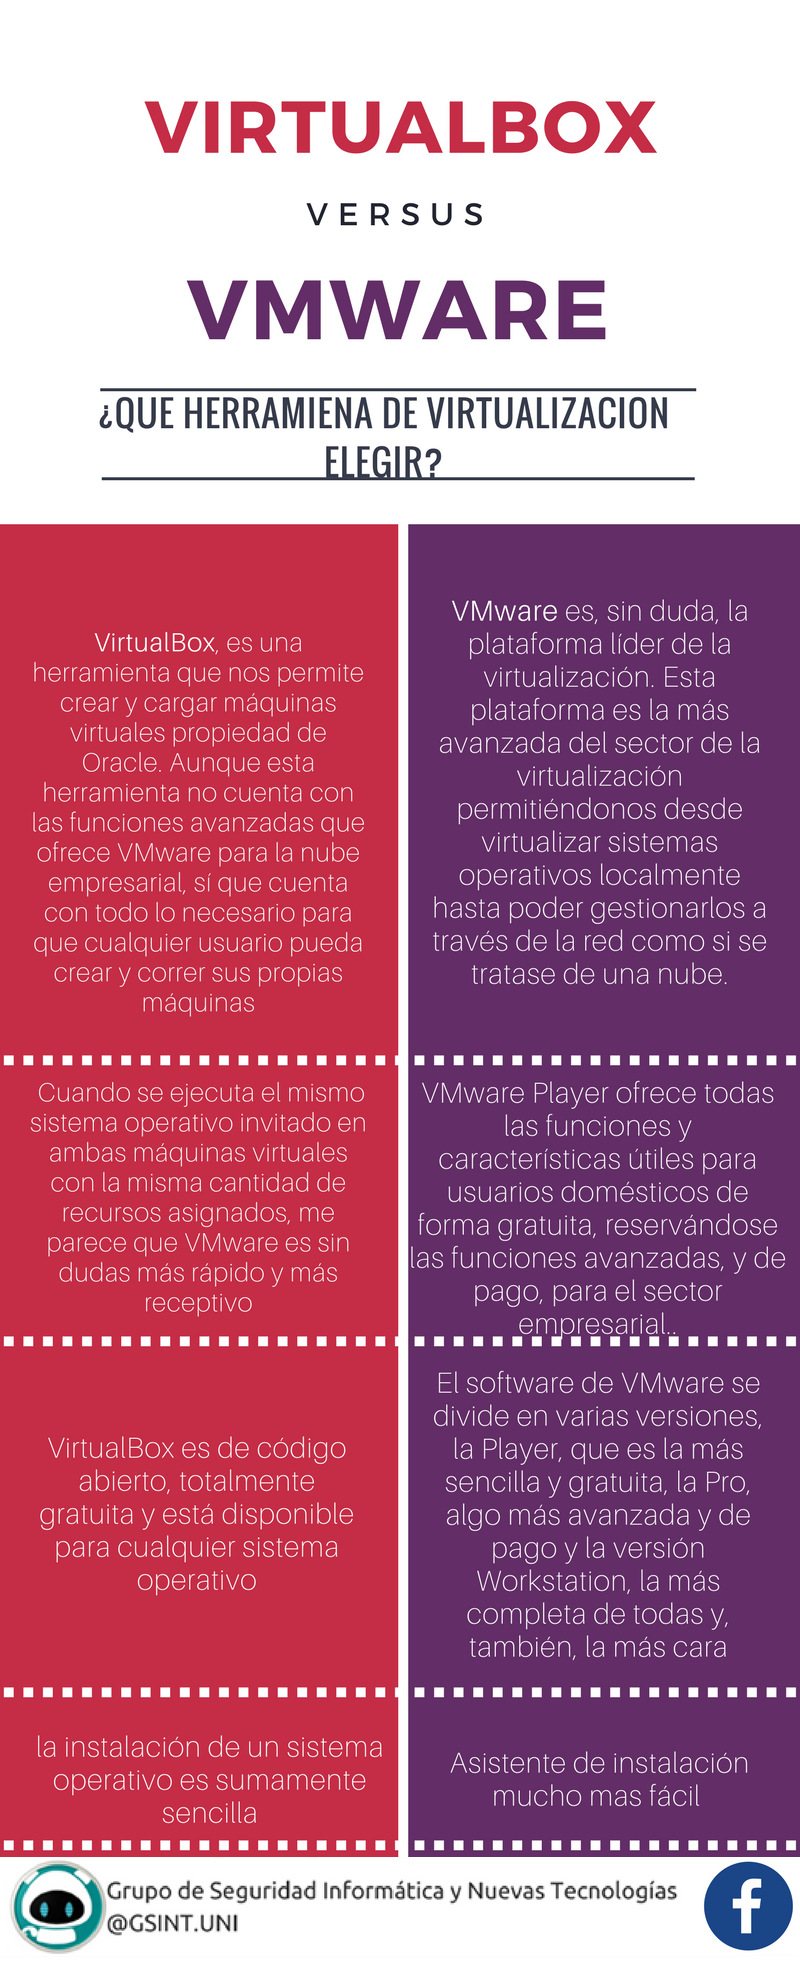 VIRTUALBOX
VERSUS
VMWARE
¿QUE HERRAMIENA DE VIRTUALIZACION
ELEGIR?
VirtualBox, es una
herramienta que nos permite
crear y cargar máquinas
virtuales propiedad de
Oracle. Aunque esta
herramienta no cuenta con
las funciones avanzadas que
ofrece VMware para la nube
empresarial, sí que cuenta
con todo lo necesario para
que cualquier usuario pueda
crear y correr sus propias
máquinas
VMware es, sin duda, la
plataforma líder de la
virtualización. Esta
plataforma es la más
avanzada del sector de la
virtualización
permitiéndonos desde
virtualizar sistemas
operativos localmente
hasta poder gestionarlos a
través de la red como si se
tratase de una nube.
Cuando se ejecuta el mismo
sistema operativo invitado en
ambas máquinas virtuales
con la misma cantidad de
recursos asignados, me
parece que VMware es sin
dudas más rápido y más
receptivo
VMware Player ofrece todas
las funciones y
características útiles para
usuarios domésticos de
forma gratuita, reservándose
las funciones avanzadas, y de
pago, para el sector
empresarial..
VirtualBox es de código
abierto, totalmente
gratuita y está disponible
para cualquier sistema
operativo
El software de VMware se
divide en varias versiones,
la Player, que es la más
sencilla y gratuita, la Pro,
algo más avanzada y de
pago y la versión
Workstation, la más
completa de todas y,
también, la más cara
la instalación de un sistema
operativo es sumamente
sencilla
Asistente de instalación
mucho mas fácil
Grupo de Seguridad Informática y Nuevas Tecnologías
@GSINT.UNI
f